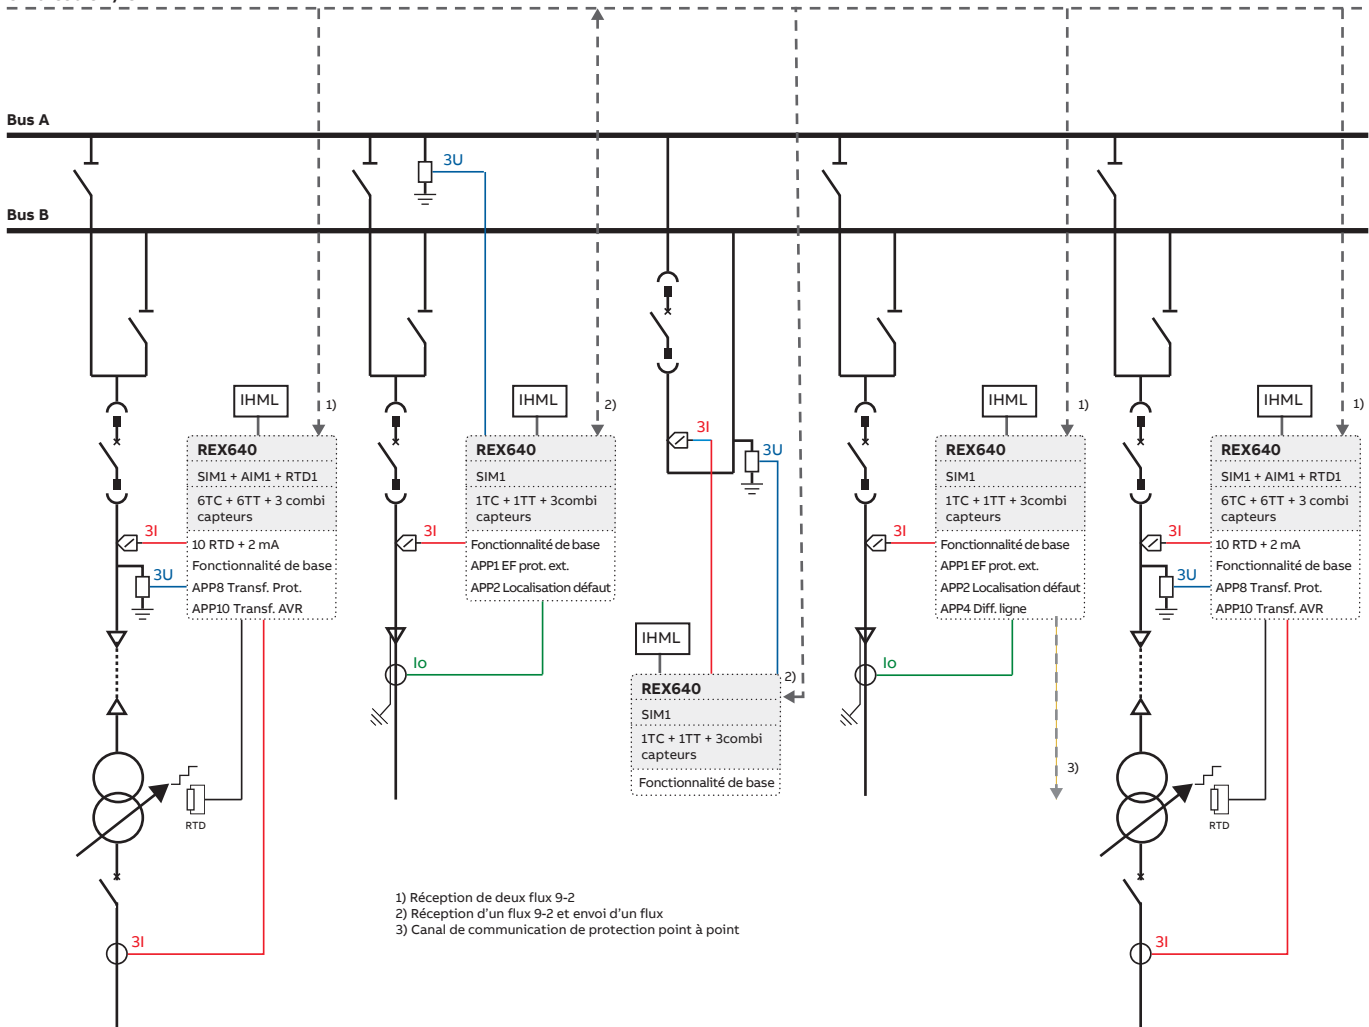 Bus A
3U
Bus B
IHML
1)
IHML
2)
IHML
1)
IHML
1)
REX640
SIM1 + AIM1 + RTD1
6TC + 6TT + 3 combi
capteurs
10 RTD + 2 mA
Fonctionnalité de base
APP8 Transf. Prot.
APP10 Transf. AVR
3I
3U
REX640
SIM1
1TC + 1TT + 3combi
capteurs
Fonctionnalité de base
APP1 EF prot. ext.
APP2 Localisation défaut
3I
Io
3I
3U
IHML
2)
REX640
SIM1
1TC + 1TT + 3combi
capteurs
Fonctionnalité de base
REX640
SIM1
1TC + 1TT + 3combi
capteurs
Fonctionnalité de base
APP1 EF prot. ext.
APP2 Localisation défaut
APP4 Diff. ligne
3I
Io
3)
REX640
SIM1 + AIM1 + RTD1
6TC + 6TT + 3 combi
capteurs
10 RTD + 2 mA
Fonctionnalité de base
APP8 Transf. Prot.
APP10 Transf. AVR
3I
3U
RTD
RTD
1) Réception de deux flux 9-2
2) Réception d'un flux 9-2 et envoi d'un flux
3) Canal de communication de protection point à point
3I
3I